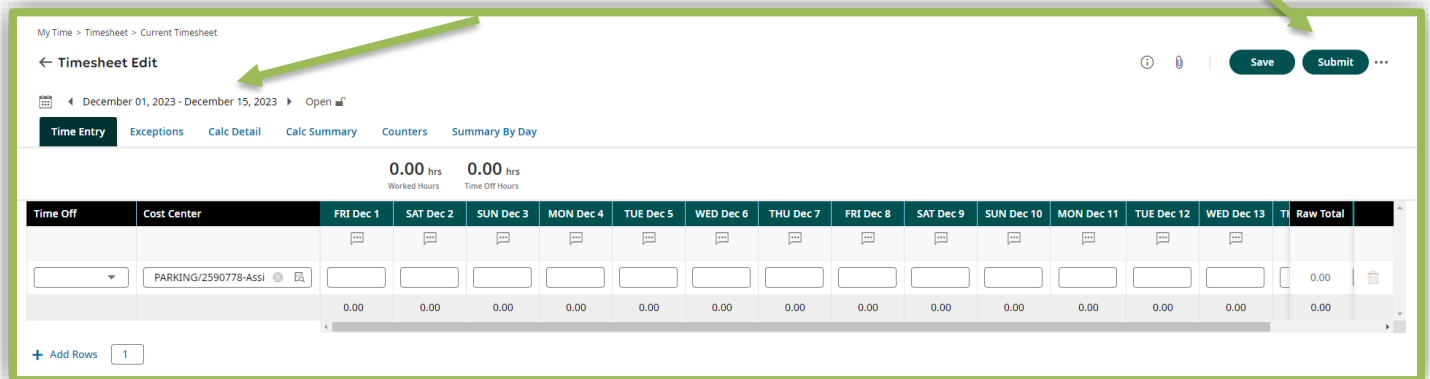 My Time > Timesheet > Current Timesheet
← Timesheet Edit Save Submit ...
December 01, 2023 - December 15, 2023 Open
Time Entry Exceptions Calc Detail Calc Summary Counters Summary By Day
0.00 hrs 0.00 hrs
Worked Hours Time Off Hours
Time Off Cost Center FRI Dec 1 SAT Dec 2 SUN Dec 3 MON Dec 4 TUE Dec 5 WED Dec 6 THU Dec 7 FRI Dec 8 SAT Dec 9 SUN Dec 10 MON Dec 11 TUE Dec 12 WED Dec 13 Raw Total
PARKING/2590778-Assi 0.00
0.00 0.00 0.00 0.00 0.00 0.00 0.00 0.00 0.00 0.00 0.00 0.00 0.00 0.00
+ Add Rows 1